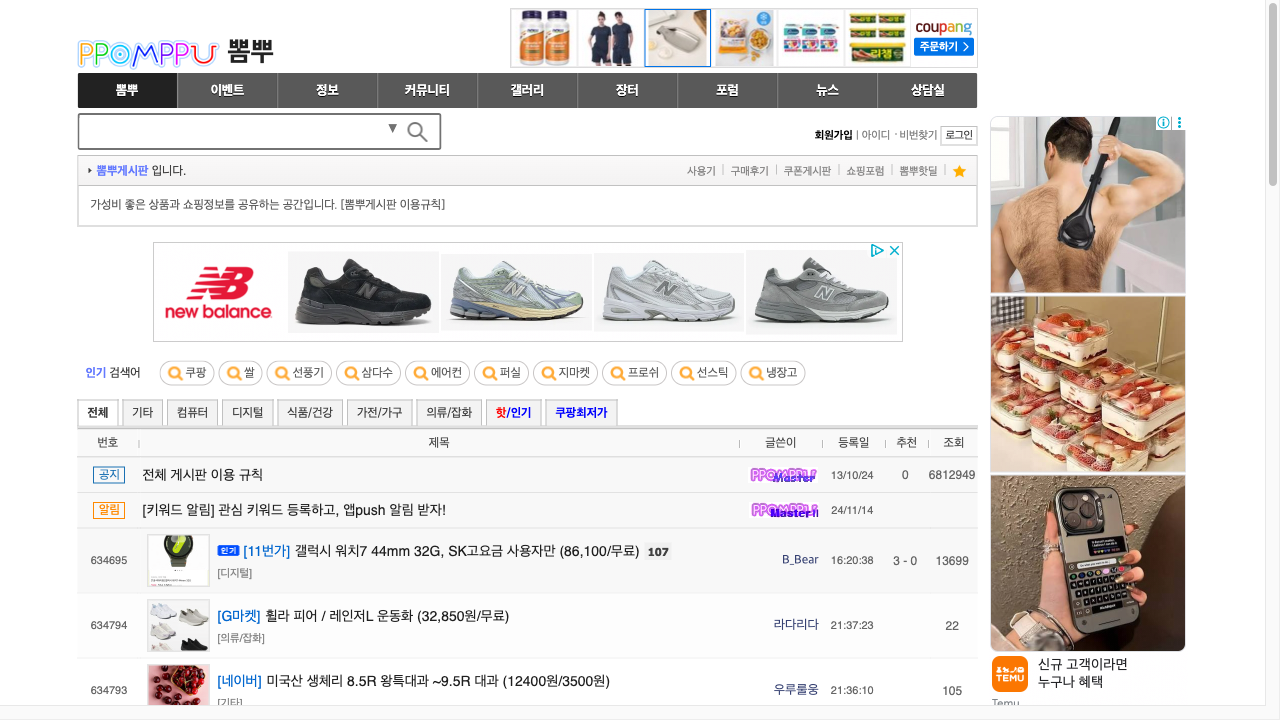 PPOMPPU 뽐뿌
coupang
주문하기 >
리챔
뽐뿌 이벤트 정보 커뮤니티 갤러리 장터 포럼 뉴스 상담실
회원가입 | 아이디 · 비번찾기 로그인
뽐뿌게시판 입니다.
사용기 구매후기 쿠폰게시판 쇼핑포럼 뽐뿌핫딜
가성비 좋은 상품과 쇼핑정보를 공유하는 공간입니다. [뽐뿌게시판 이용규칙]
new balance
인기 검색어 쿠팡 쌀 선풍기 삼다수 에어컨 퍼실 지마켓 프로쉬 선스틱 냉장고
전체 기타 컴퓨터 디지털 식품/건강 가전/가구 의류/잡화 핫/인기 쿠팡최저가
번호 제목 글쓴이 등록일 추천 조회
공지 전체 게시판 이용 규칙 PPOMPPU Master 13/10/24 0 6812949
알림 [키워드 알림] 관심 키워드 등록하고, 앱push 알림 받자! PPOMPPU Master!! 24/11/14
634695 인기 [11번가] 갤럭시 워치7 44mm 32G, SK고요금 사용자만 (86,100/무료) 107 B_Bear 16:20:38 3 - 0 13699
[디지털]
634794 [G마켓] 휠라 피어 / 레인저L 운동화 (32,850원/무료) 라다리다 21:37:23 22
[의류/잡화]
634793 [네이버] 미국산 생체리 8.5R 왕특대과 ~9.5R 대과 (12400원/3500원) 우루룰웅 21:36:10 105
[기타]
TEMU
신규 고객이라면
누구나 혜택
Temu